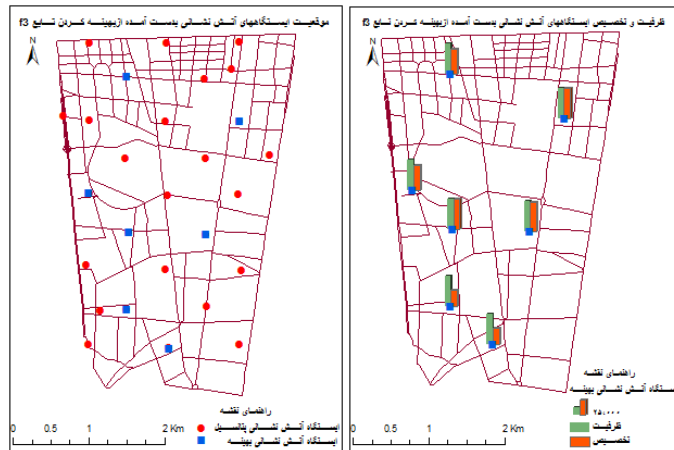 موقعیت ایستگاههای آتش نشانی بدست آمده ازبهینه کردن تابع f3
N
راهنمای نقشه
ایستگاه آتش نشانی پتانسیل
ایستگاه آتش نشانی بهینه
0 0.5 1 2 Km
ظرفیت و تخصیص ایستگاههای آتش نشانی بدست آمده ازبهینه کردن تابع f3
N
راهنمای نقشه
ایستگاه آتش نشانی بهینه
۲۵،۰۰۰
ظرفیت
تخصیص
0 0.5 1 2 Km